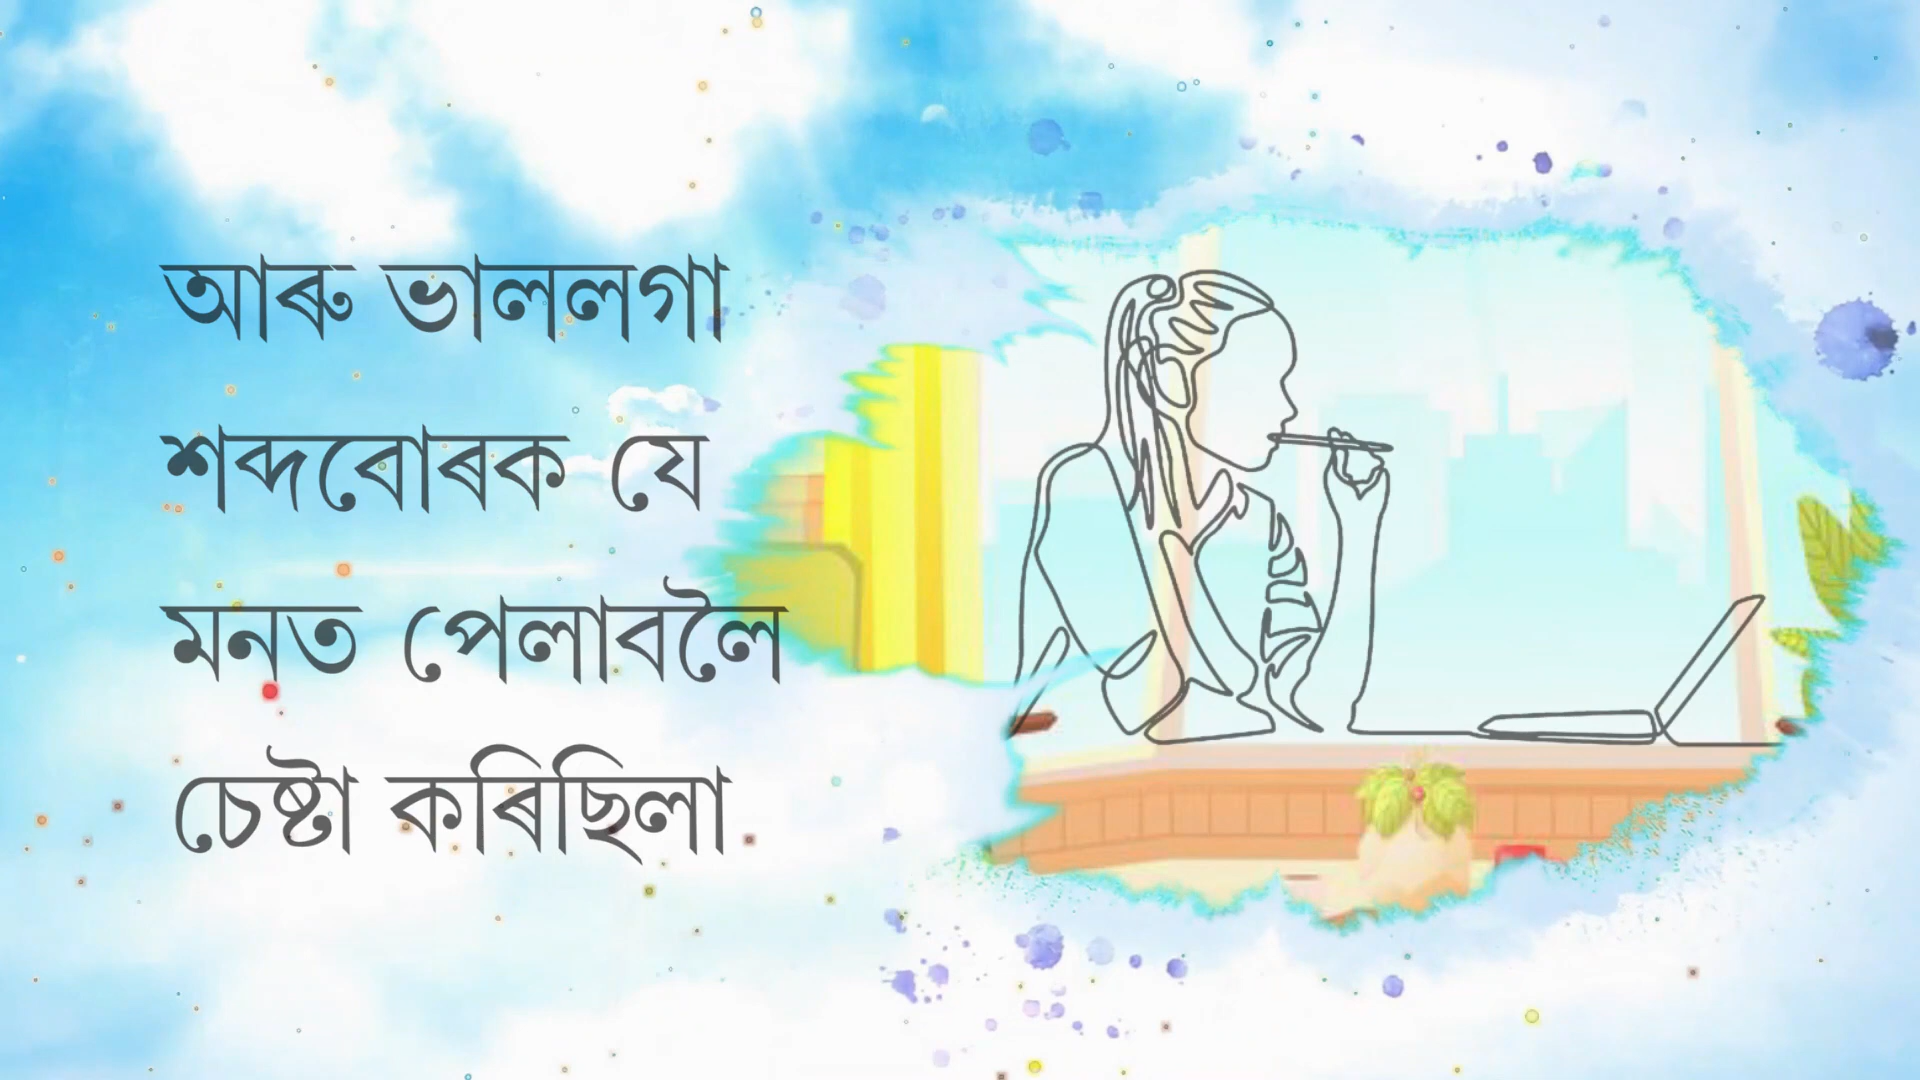 আৰু ভাললগা
শব্দবোৰক যে
মনত পেলাবলৈ
চেষ্টা কৰিছিলা